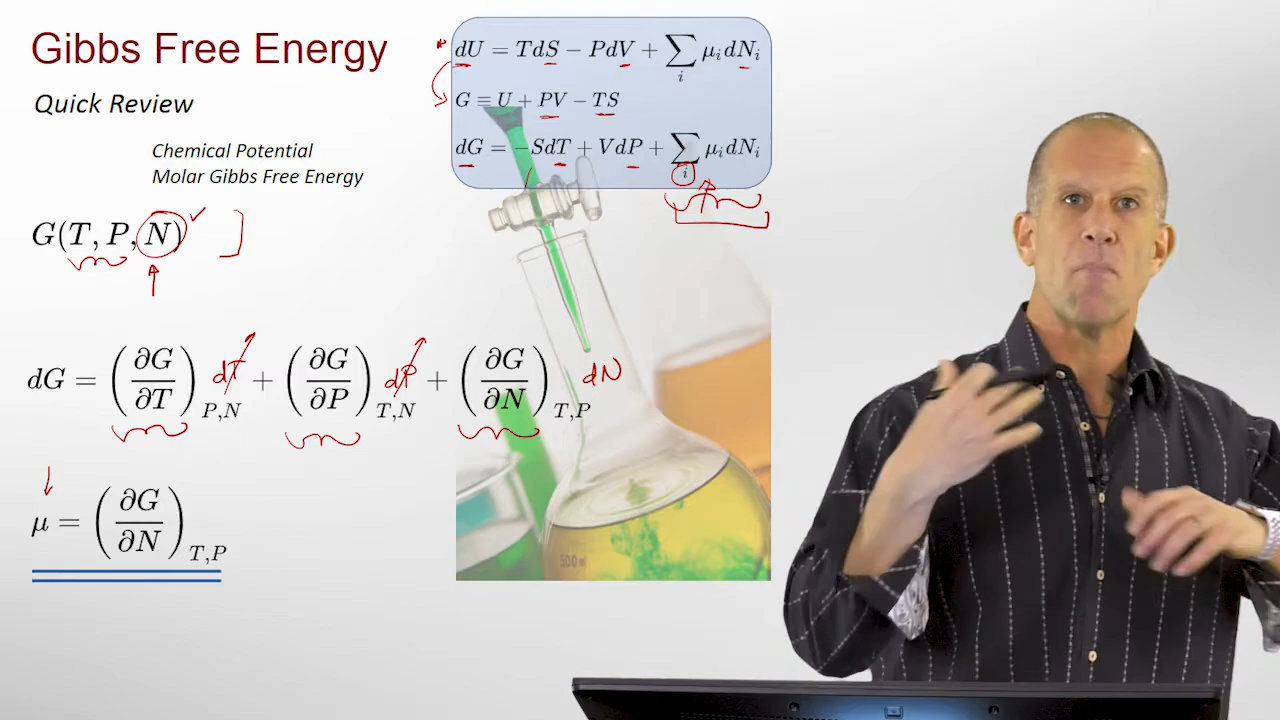 Gibbs Free Energy
Quick Review
Chemical Potential
Molar Gibbs Free Energy
dU = TdS − PdV + ∑_i μ_i dN_i
G ≡ U + PV − TS
dG = −SdT + VdP + ∑_i μ_i dN_i
G(T, P, N)
dG = (∂G/∂T)_{P,N} dT + (∂G/∂P)_{T,N} dP + (∂G/∂N)_{T,P} dN
μ = (∂G/∂N)_{T,P}
500ml